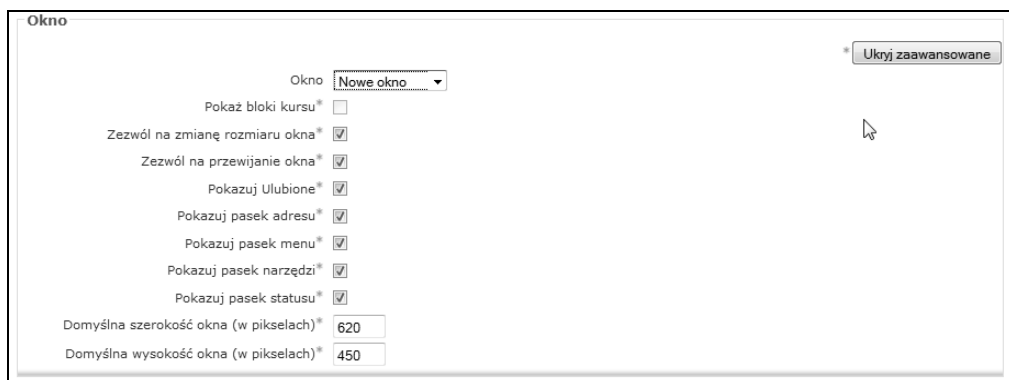 Okno
* Ukryj zaawansowane
Okno Nowe okno
Pokaż bloki kursu*
Zezwól na zmianę rozmiaru okna*
Zezwól na przewijanie okna*
Pokazuj Ulubione*
Pokazuj pasek adresu*
Pokazuj pasek menu*
Pokazuj pasek narzędzi*
Pokazuj pasek statusu*
Domyślna szerokość okna (w pikselach)* 620
Domyślna wysokość okna (w pikselach)* 450